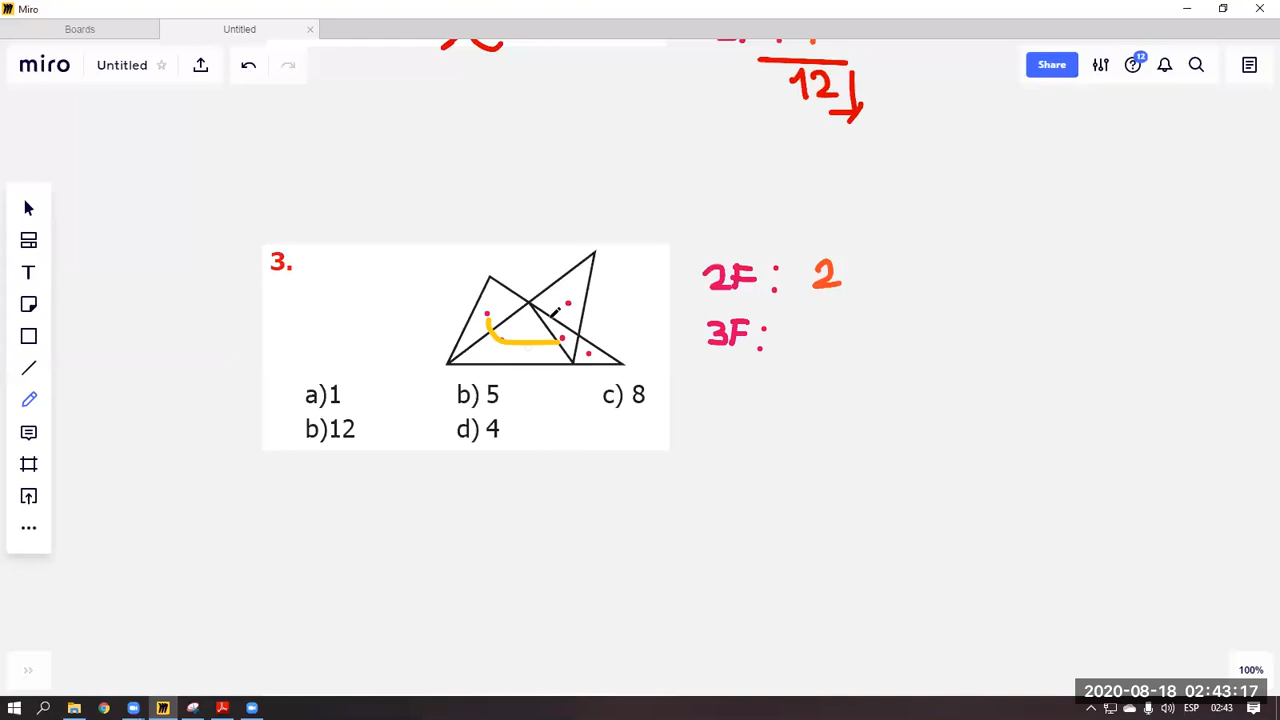 Miro
Boards
Untitled
miro
Untitled
12
Share
12
3.
2F: 2
3F:
a)1
b) 5
c) 8
b)12
d) 4
100%
2020-08-18 02:43:17
ESP
02:43